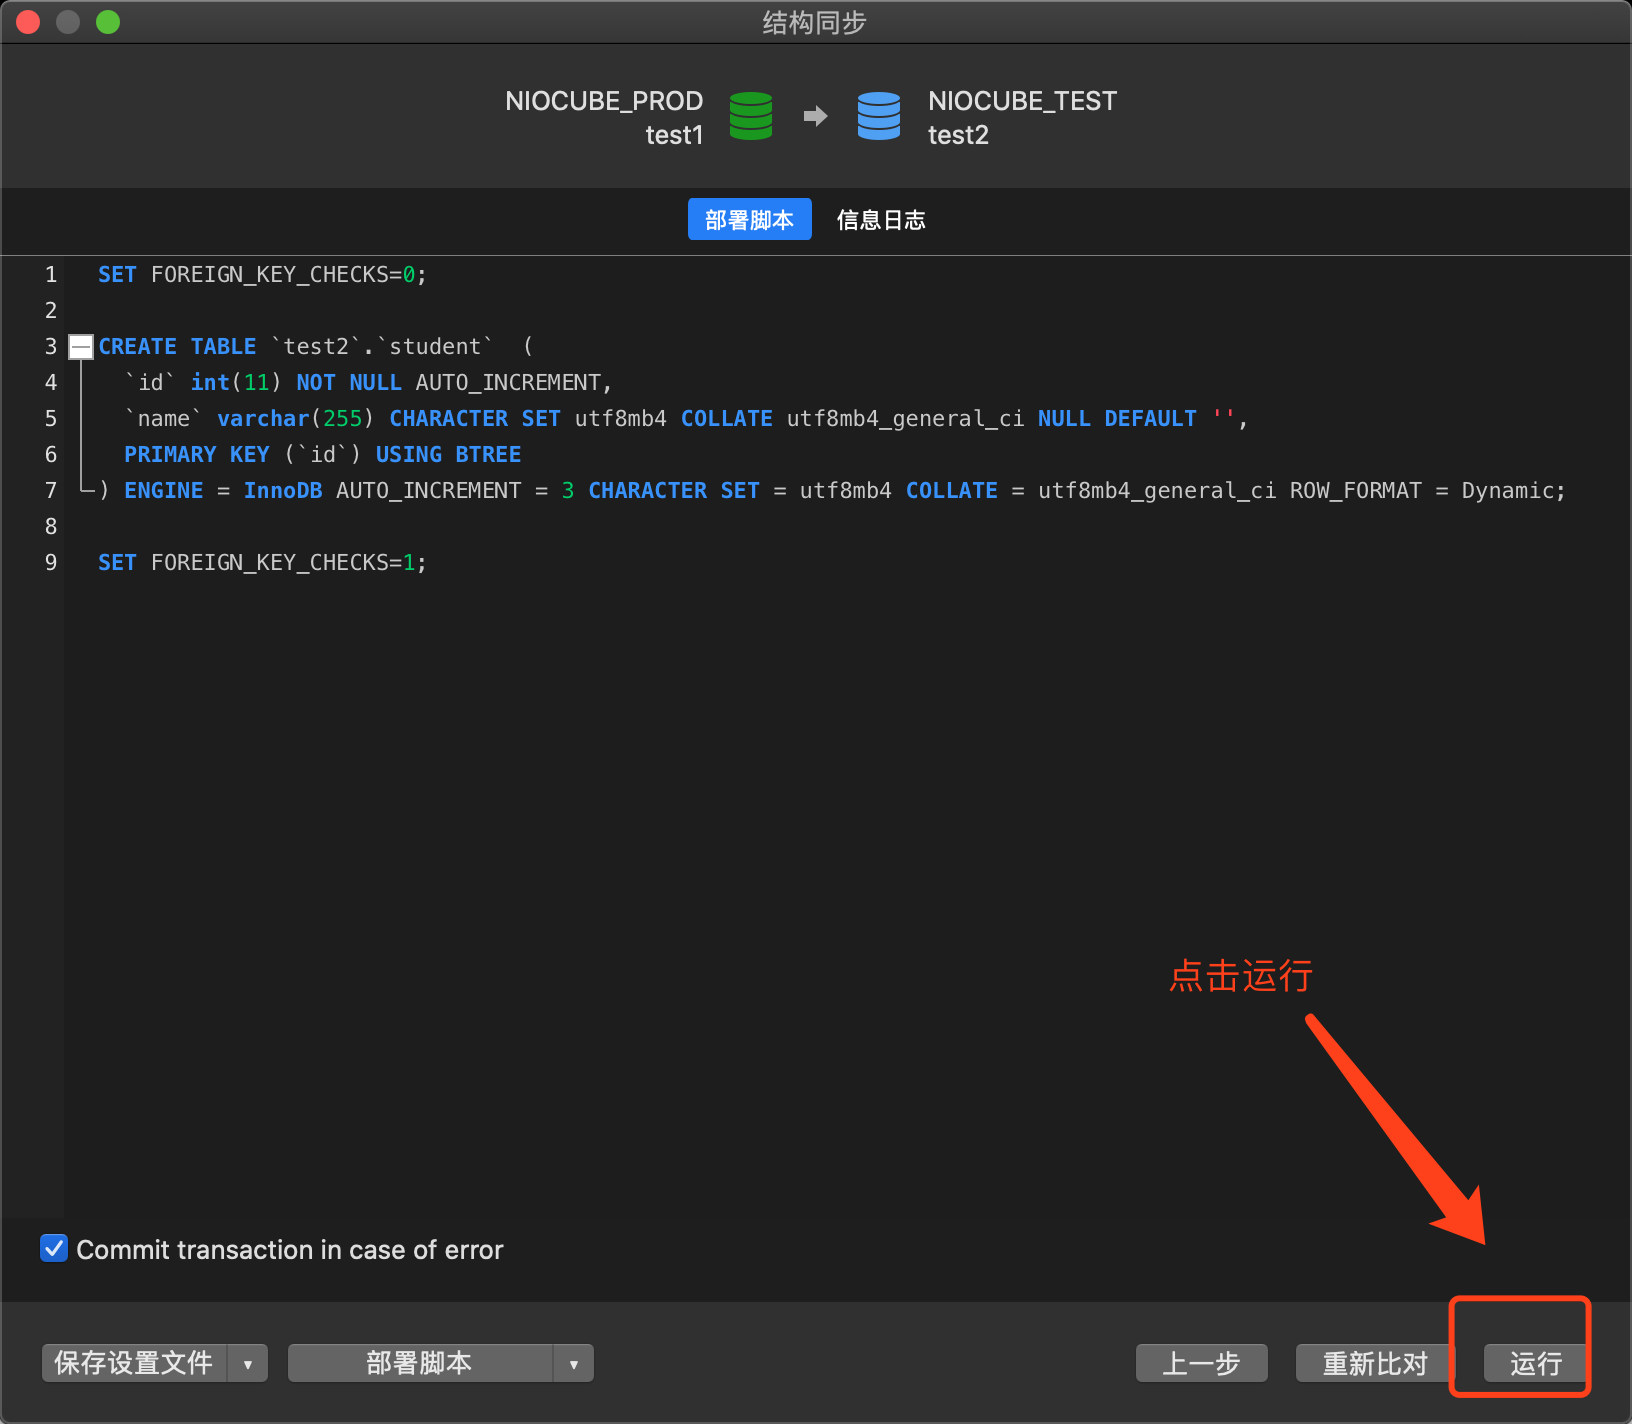 结构同步
NIOCUBE_PROD
test1
NIOCUBE_TEST
test2
部署脚本 信息日志
1 SET FOREIGN_KEY_CHECKS=0;
2
3 CREATE TABLE `test2`.`student`  (
4   `id` int(11) NOT NULL AUTO_INCREMENT,
5   `name` varchar(255) CHARACTER SET utf8mb4 COLLATE utf8mb4_general_ci NULL DEFAULT '',
6   PRIMARY KEY (`id`) USING BTREE
7 ) ENGINE = InnoDB AUTO_INCREMENT = 3 CHARACTER SET = utf8mb4 COLLATE = utf8mb4_general_ci ROW_FORMAT = Dynamic;
8
9 SET FOREIGN_KEY_CHECKS=1;
点击运行
Commit transaction in case of error
保存设置文件 部署脚本 上一步 重新比对 运行